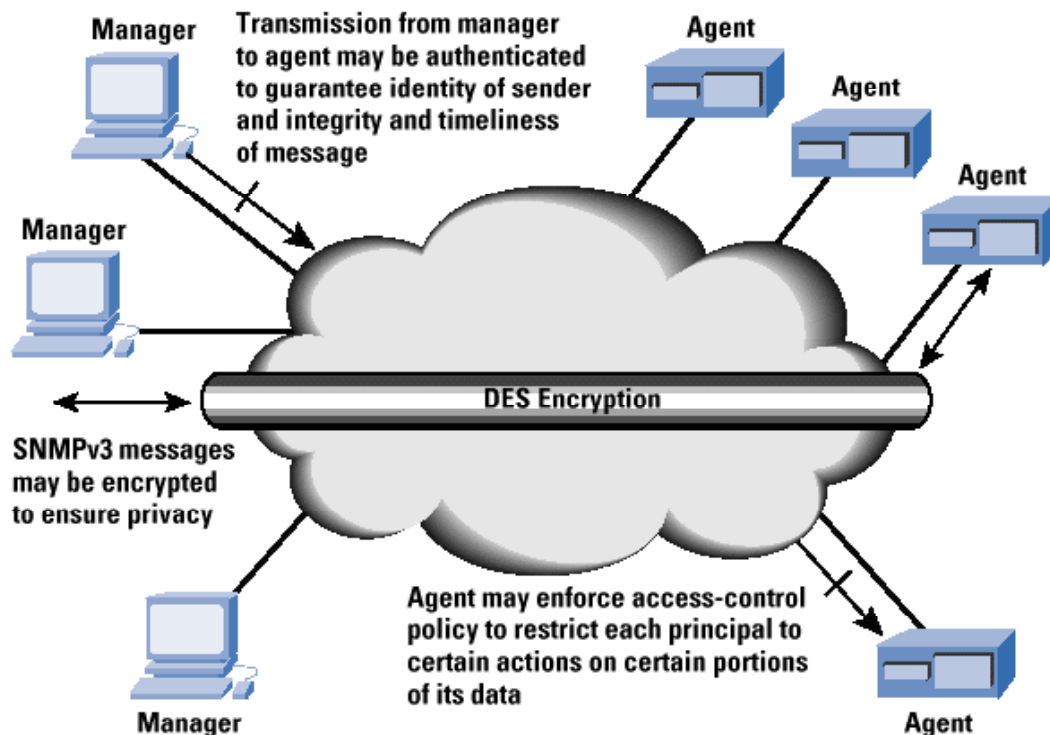 Manager
Transmission from manager
to agent may be authenticated
to guarantee identity of sender
and integrity and timeliness
of message
Agent
Agent
Agent
Manager
DES Encryption
SNMPv3 messages
may be encrypted
to ensure privacy
Agent may enforce access-control
policy to restrict each principal to
certain actions on certain portions
of its data
Manager
Agent